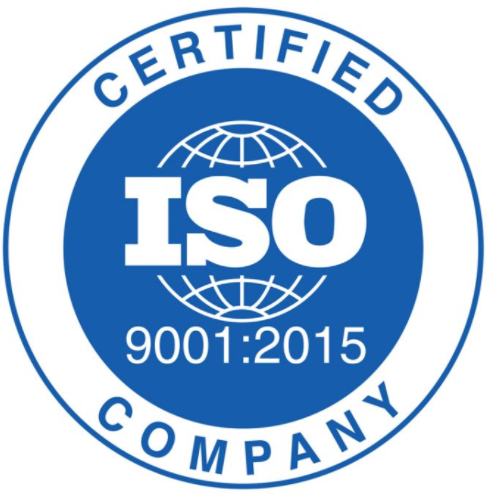 CERTIFIED
ISO
9001:2015
COMPANY